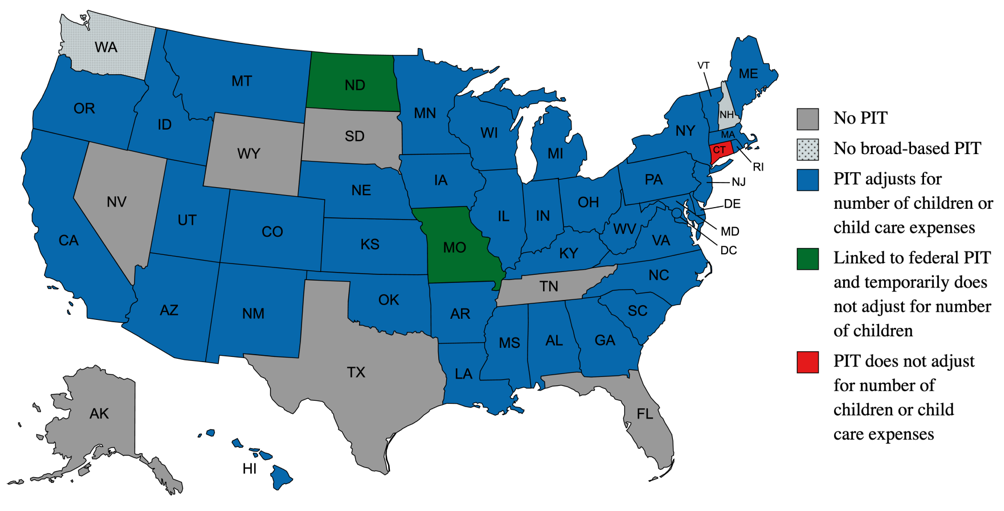 WA
MT
ND
MN
VT
ME
OR
ID
SD
WI
NY
NH
MA
CT
RI
WY
MI
IA
NE
PA
NJ
NV
UT
CO
IL
IN
OH
DE
MD
DC
CA
KS
MO
WV
VA
KY
NC
TN
AZ
NM
OK
AR
SC
MS
AL
GA
TX
LA
FL
AK
HI
No PIT
No broad-based PIT
PIT adjusts for
number of children or
child care expenses
Linked to federal PIT
and temporarily does
not adjust for number
of children
PIT does not adjust
for number of
children or child
care expenses